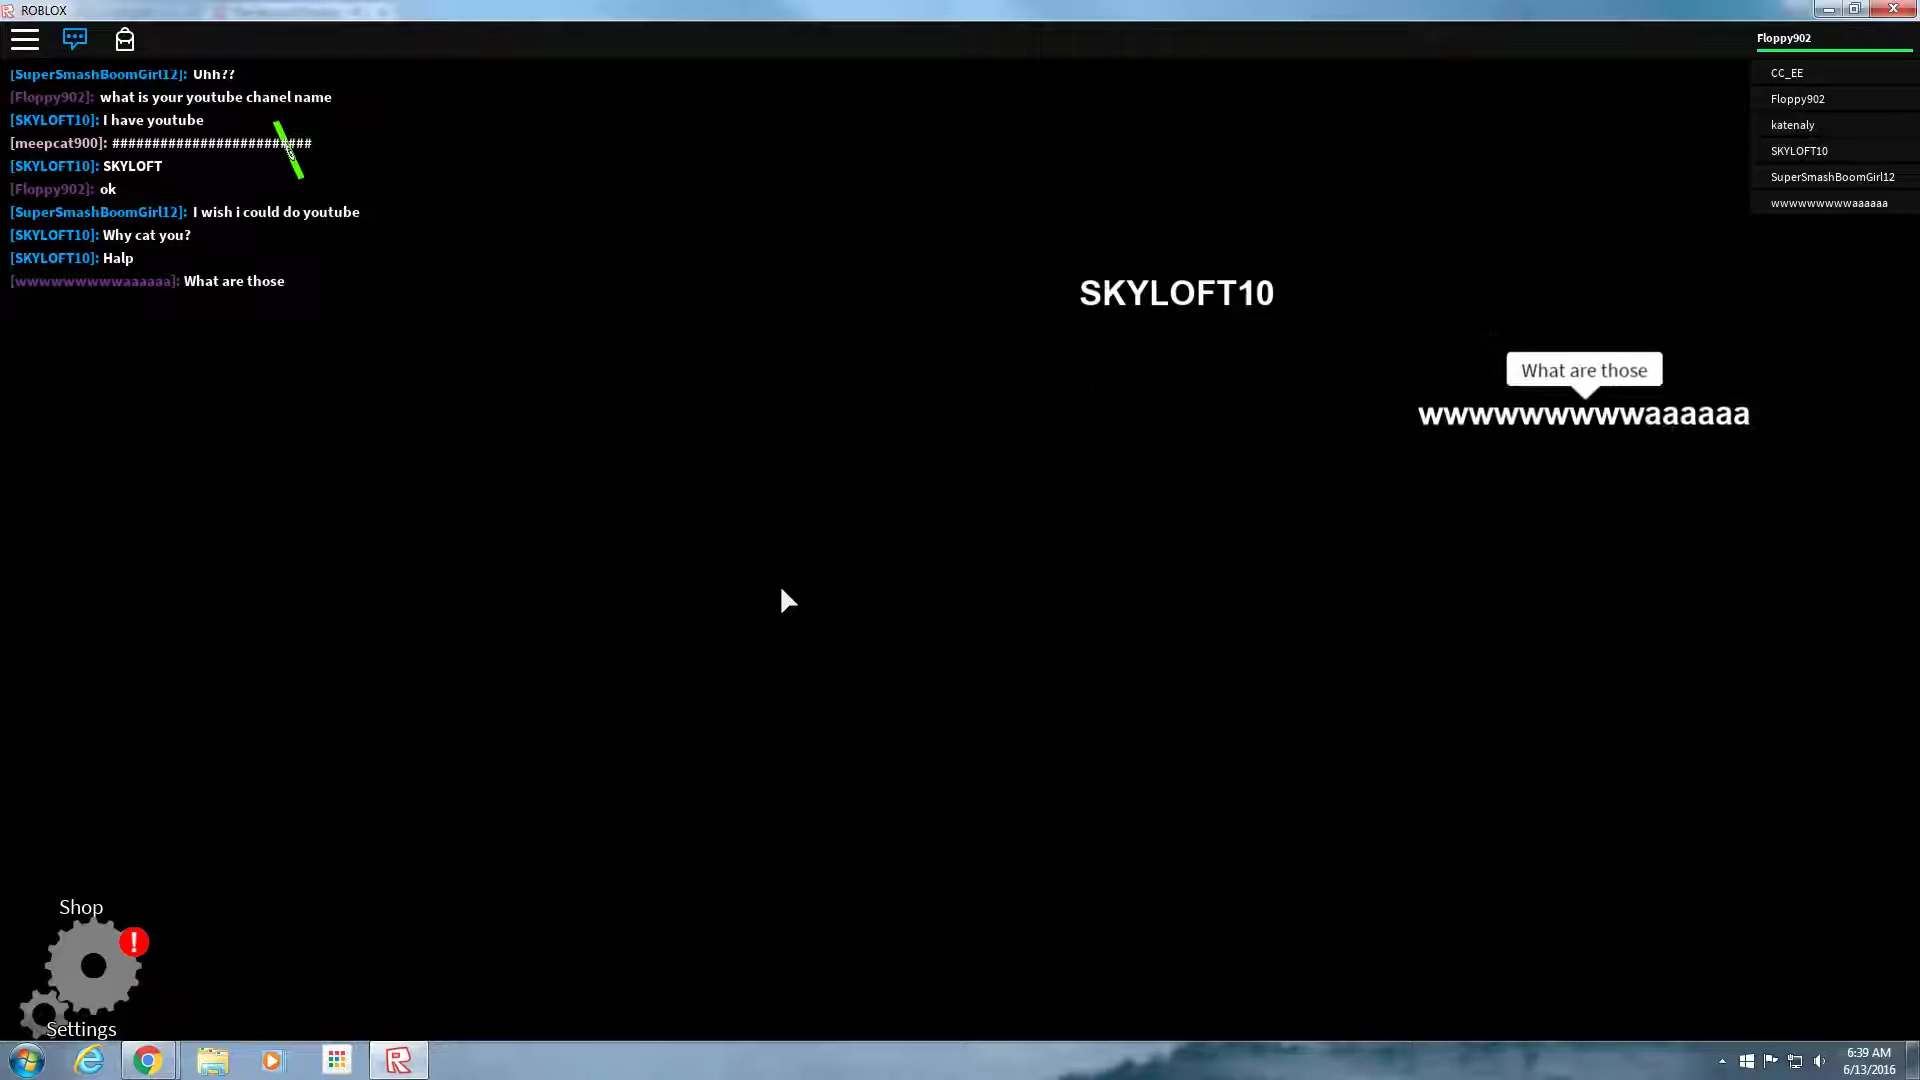 ROBLOX
Floppy902
[SuperSmashBoomGirl12]: Uhh??
[Floppy902]: what is your youtube chanel name
[SKYLOFT10]: I have youtube
[meepcat900]: #########################
[SKYLOFT10]: SKYLOFT
[Floppy902]: ok
[SuperSmashBoomGirl12]: I wish i could do youtube
[SKYLOFT10]: Why cat you?
[SKYLOFT10]: Halp
[wwwwwwwwwaaaaaa]: What are those
CC_EE
Floppy902
katenaly
SKYLOFT10
SuperSmashBoomGirl12
wwwwwwwwwaaaaaa
SKYLOFT10
What are those
wwwwwwwwwaaaaaa
Shop
!
Settings
6:39 AM
6/13/2016